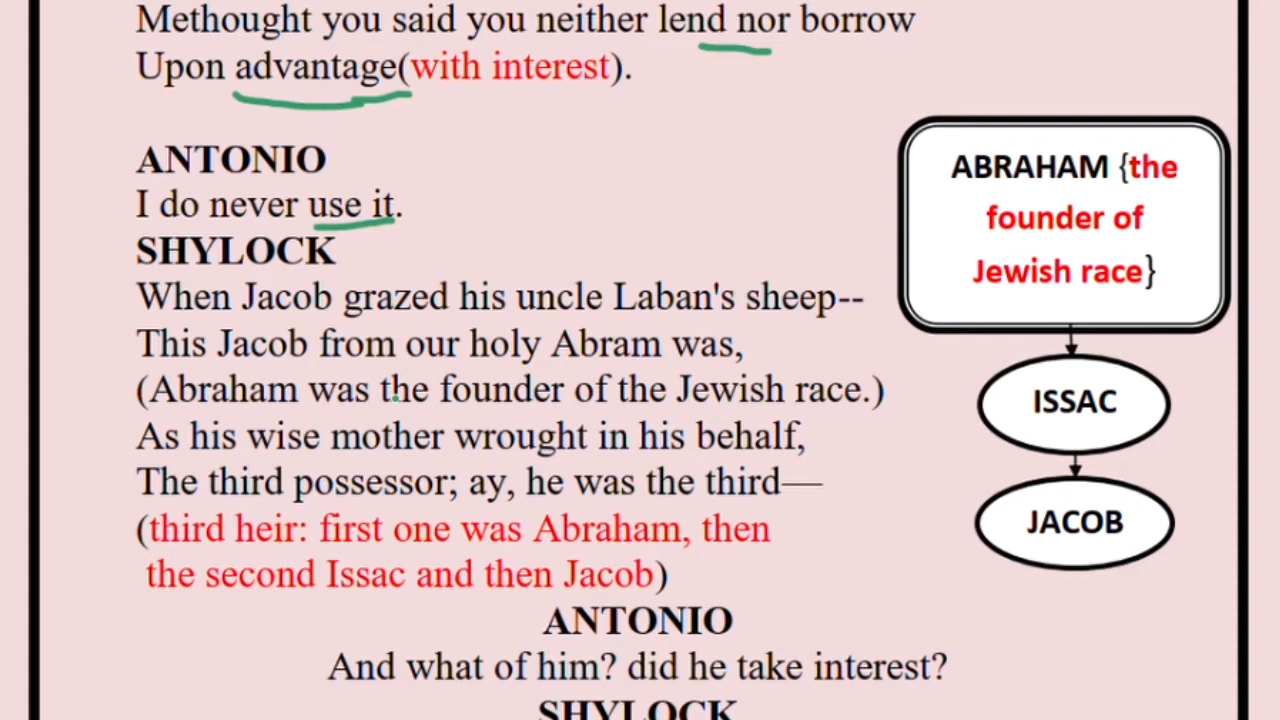 Methought you said you neither lend nor borrow
Upon advantage(with interest).
ANTONIO
I do never use it.
SHYLOCK
When Jacob grazed his uncle Laban's sheep--
This Jacob from our holy Abram was,
(Abraham was the founder of the Jewish race.)
As his wise mother wrought in his behalf,
The third possessor; ay, he was the third—
(third heir: first one was Abraham, then
the second Issac and then Jacob)
ANTONIO
And what of him? did he take interest?
SHYLOCK
ABRAHAM {the
founder of
Jewish race}
ISSAC
JACOB